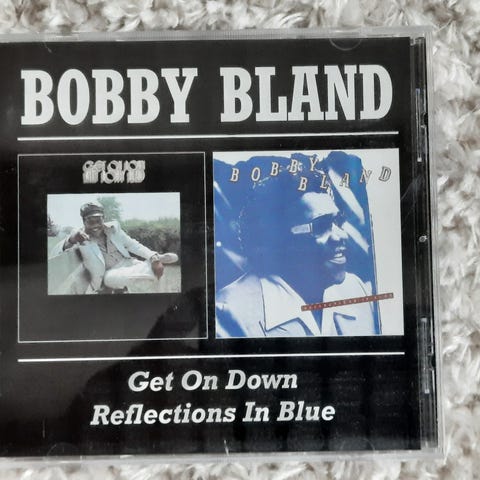 BOBBY BLAND
BOBBY
BLAND
Get On Down
Reflections In Blue